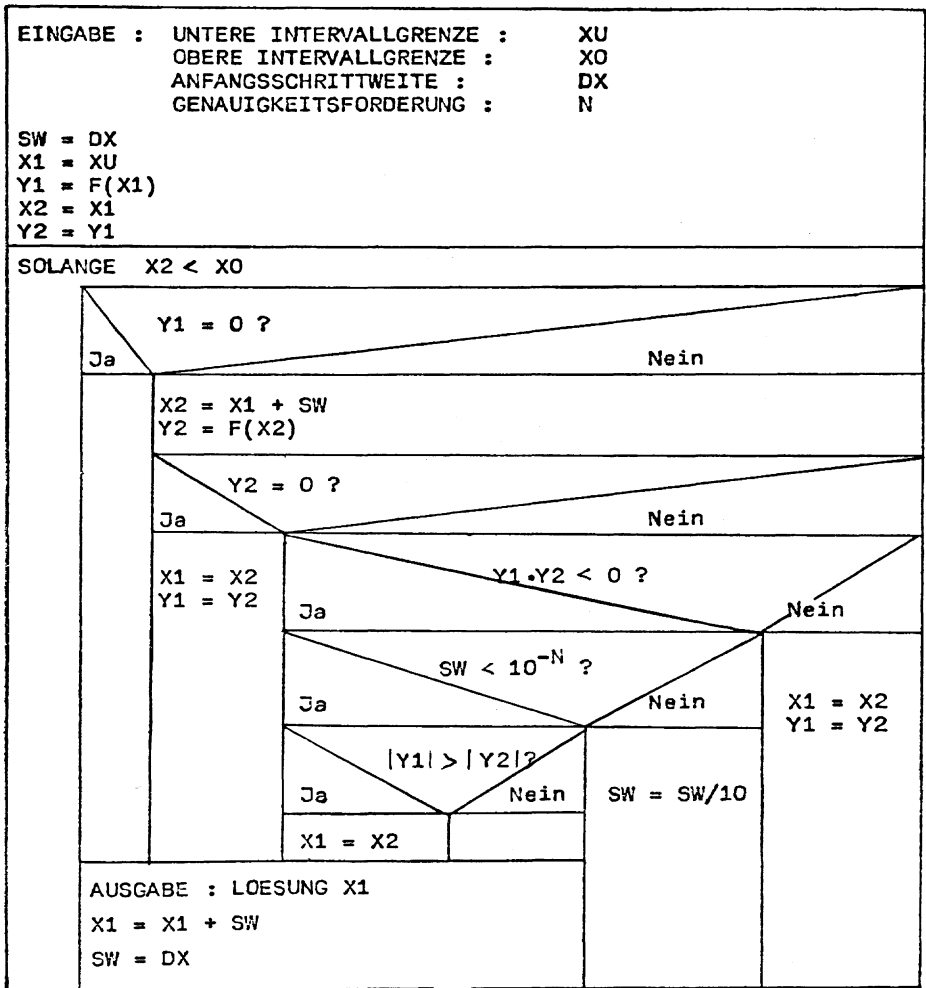 EINGABE : UNTERE INTERVALLGRENZE : XU
OBERE INTERVALLGRENZE : XO
ANFANGSSCHRITTWEITE : DX
GENAUIGKEITSFORDERUNG : N
SW = DX
X1 = XU
Y1 = F(X1)
X2 = X1
Y2 = Y1
SOLANGE X2 < XO
Y1 = 0 ?
Ja Nein
X2 = X1 + SW
Y2 = F(X2)
Y2 = 0 ?
Ja Nein
X1 = X2
Y1 = Y2
Y1.Y2 < 0 ?
Ja Nein
SW < 10^-N ?
Ja Nein
X1 = X2
Y1 = Y2
|Y1| > |Y2|?
Ja Nein
SW = SW/10
X1 = X2
AUSGABE : LOESUNG X1
X1 = X1 + SW
SW = DX